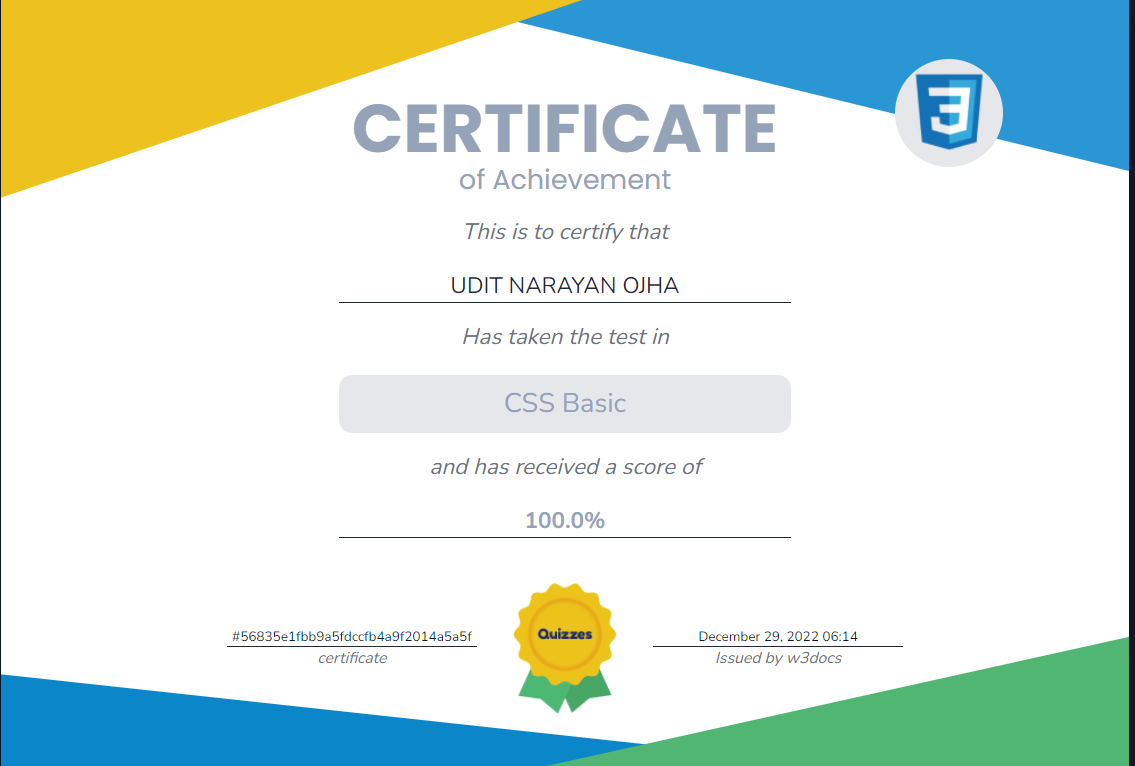 CERTIFICATE
of Achievement
This is to certify that
UDIT NARAYAN OJHA
Has taken the test in
CSS Basic
and has received a score of
100.0%
Quizzes
#56835e1fbb9a5fdccfb4a9f2014a5a5f
certificate
December 29, 2022 06:14
Issued by w3docs